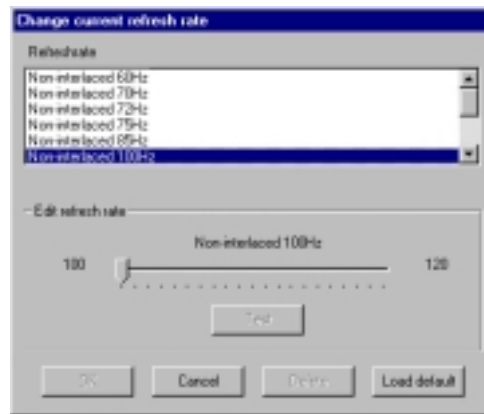 Change current refresh rate
Refreshrate
Non-interlaced 60Hz
Non-interlaced 70Hz
Non-interlaced 72Hz
Non-interlaced 75Hz
Non-interlaced 85Hz
Non-interlaced 100Hz
Edit refresh rate
Non-interlaced 100Hz
100
120
Test
OK
Cancel
Delete
Load default